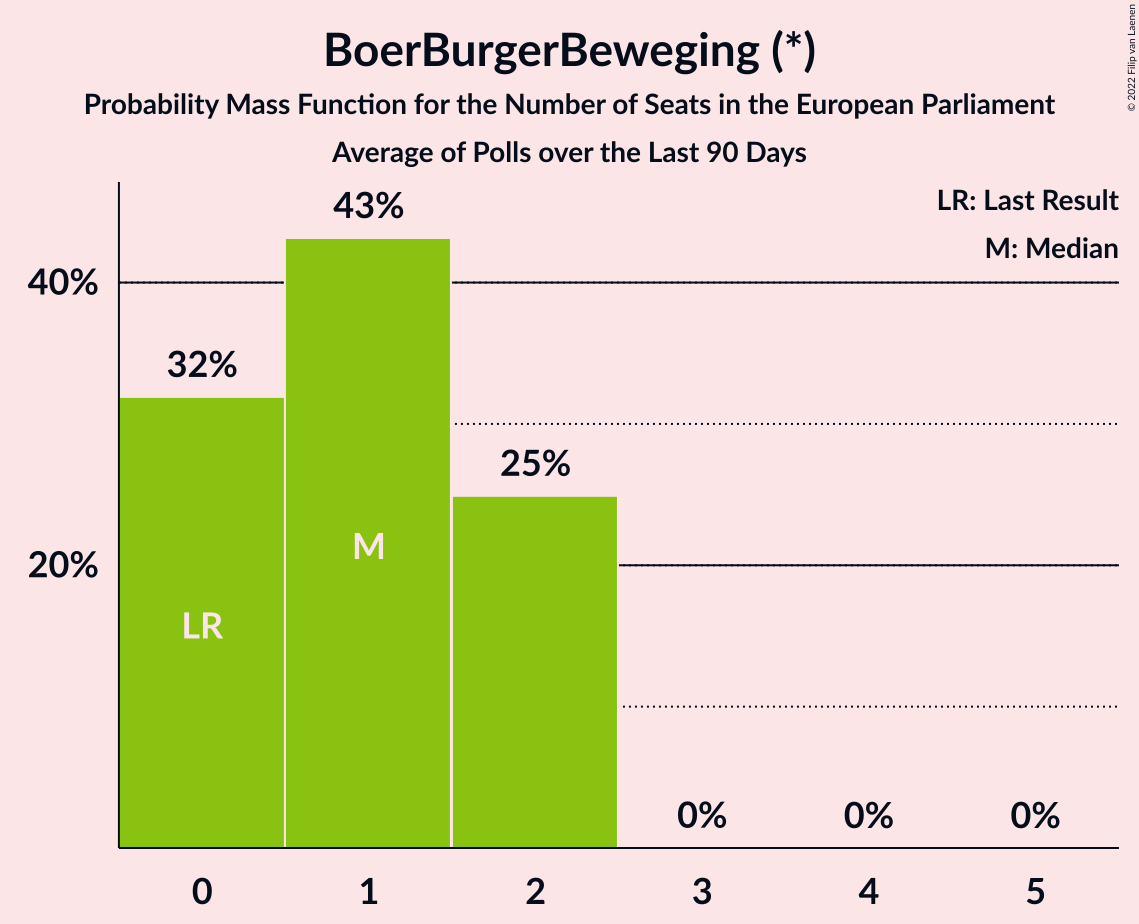 BoerBurgerBeweging (*)
Probability Mass Function for the Number of Seats in the European Parliament
Average of Polls over the Last 90 Days
© 2022 Filip van Laenen
LR: Last Result
M: Median
43%
40%
32%
25%
M
20%
LR
0%
0%
0%
0
1
2
3
4
5